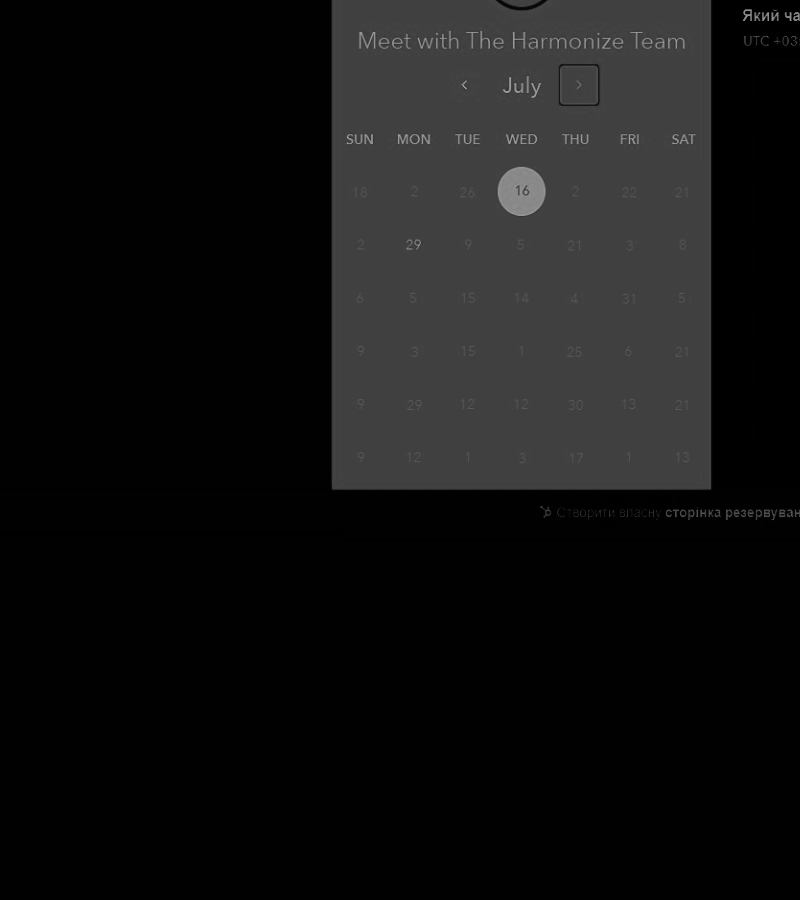 Який ча
Meet with The Harmonize Team
UTC +03:
July
SUN MON TUE WED THU FRI SAT
18 2 26 16 2 22 21
2 29 9 5 21 3 8
6 5 15 14 4 31 5
9 3 15 1 25 6 21
9 29 12 12 30 13 21
9 12 1 3 17 1 13
Створити власну сторінка резервуван